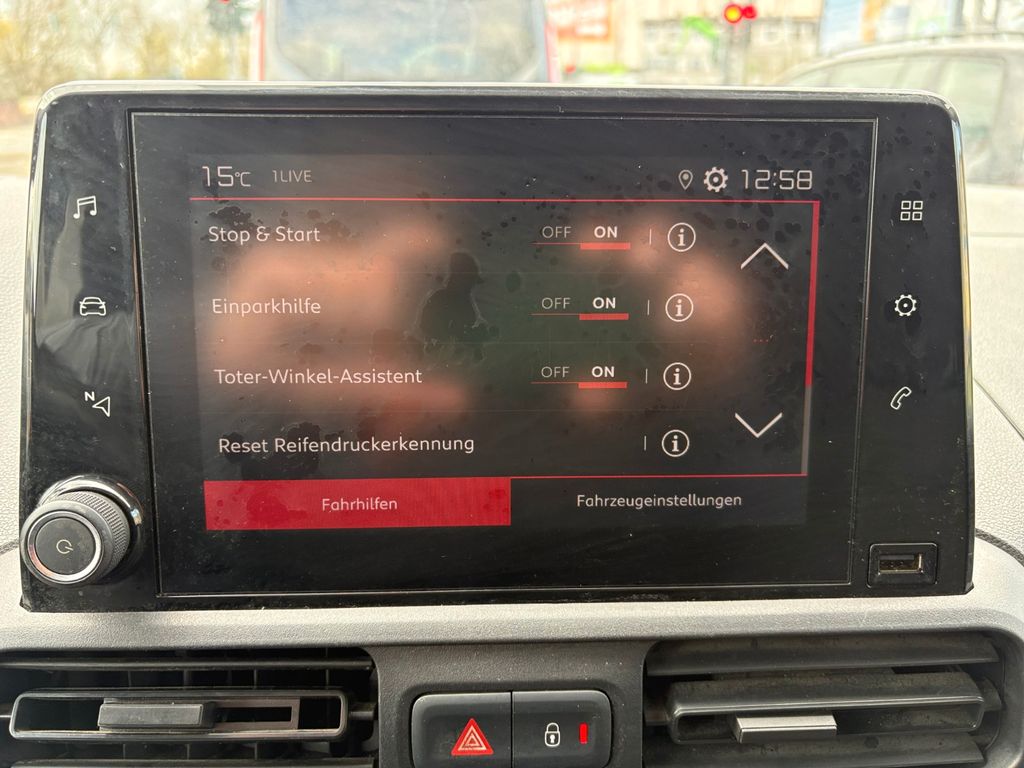 15°C 1LIVE 12:58
Stop & Start OFF ON i
Einparkhilfe OFF ON i
Toter-Winkel-Assistent OFF ON i
Reset Reifendruckerkennung i
Fahrhilfen Fahrzeugeinstellungen
N